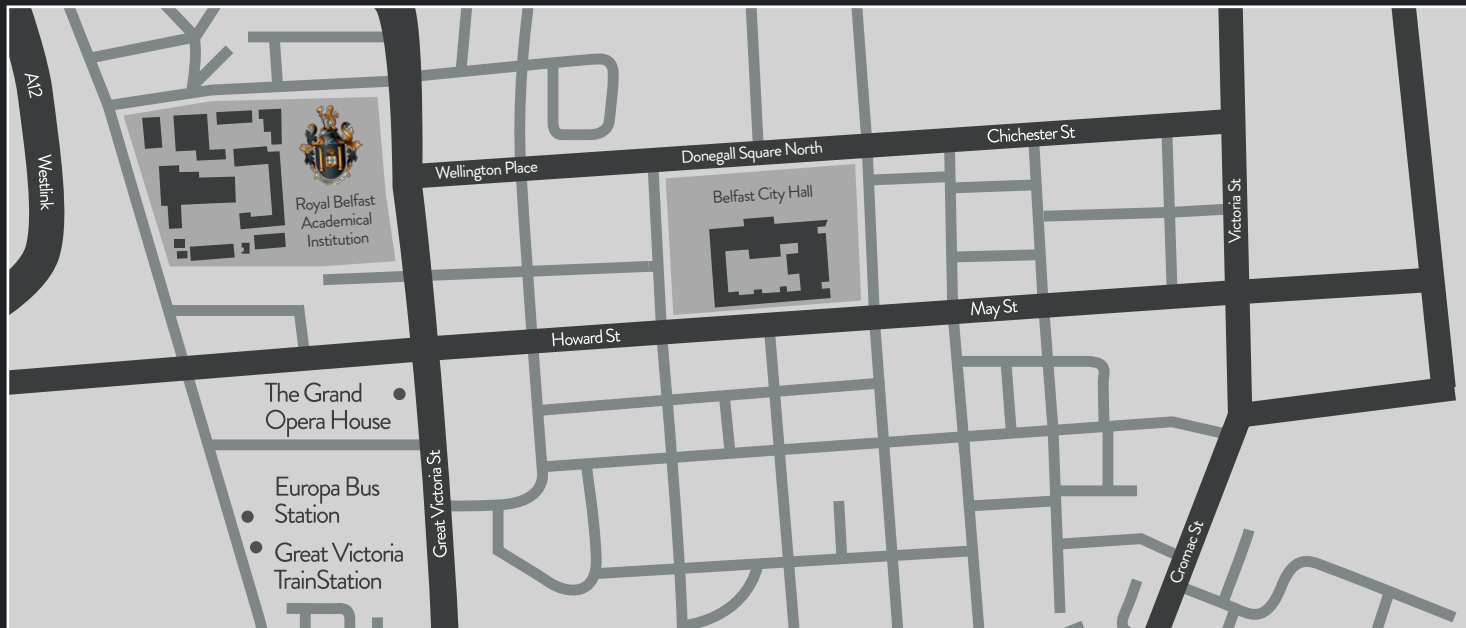 A12
Westlink
Royal Belfast
Academical
Institution
Wellington Place
Donegall Square North
Chichester St
Belfast City Hall
Victoria St
Howard St
May St
The Grand
Opera House
Great Victoria St
Europa Bus
Station
Great Victoria
TrainStation
Cromac St